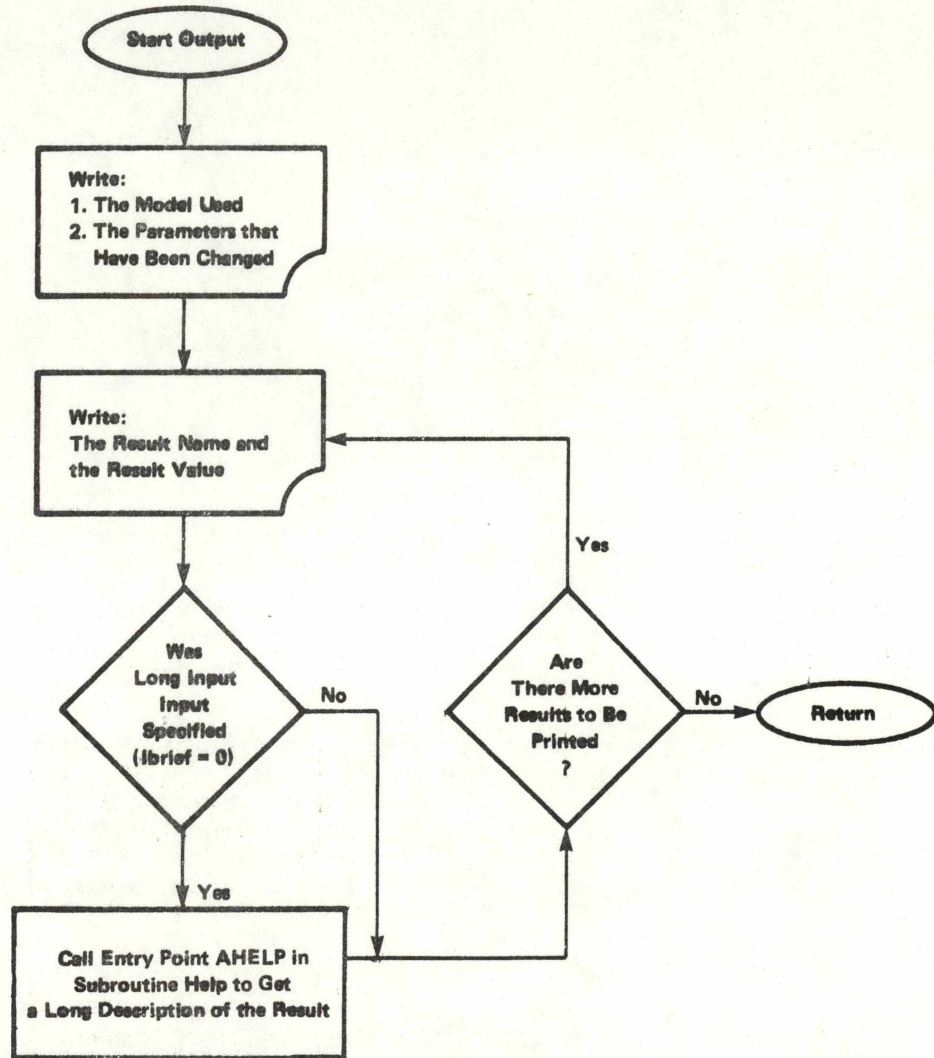 Start Output
Write:
1. The Model Used
2. The Parameters that
Have Been Changed
Write:
The Result Name and
the Result Value
Yes
Was
Long Input
Input
Specified
(Ibrief = 0)
No
Are
There More
Results to Be
Printed
?
No
Return
Yes
Call Entry Point AHELP in
Subroutine Help to Get
a Long Description of the Result